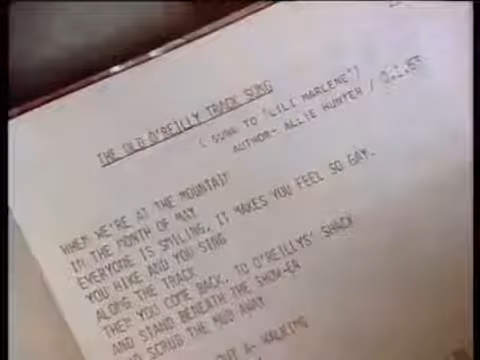 THE OLD O'REILLY TRACK SONG
( SUNG TO "LILI MARLENE")
AUTHOR- ALLIE HUNTER /
WHEN WE'RE AT THE MOUNTAIN
IN THE MONTH OF MAY
EVERYONE IS SMILING, IT MAKES YOU FEEL SO GAY.
YOU HIKE AND YOU SING
ALONG THE TRACK
THEN YOU COME BACK, TO O'REILLYS' SHACK
AND STAND BENEATH THE SHOW-ER
AND SCRUB THE MUD AWAY
OUT A- WALKING